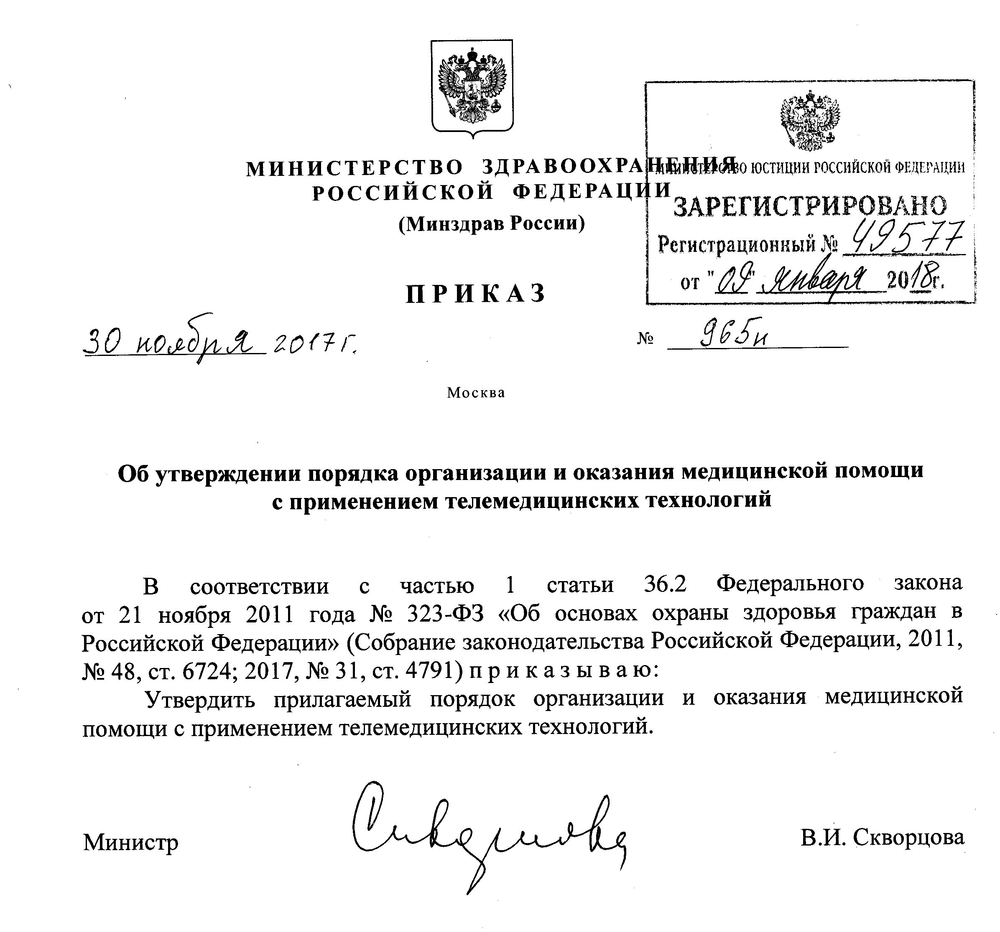 МИНИСТЕРСТВО ЗДРАВООХРАНЕНИЯ
РОССИЙСКОЙ ФЕДЕРАЦИИ
(Минздрав России)
МИНИСТЕРСТВО ЮСТИЦИИ РОССИЙСКОЙ ФЕДЕРАЦИИ
ЗАРЕГИСТРИРОВАНО
Регистрационный № 49577
от "09" января 2018г.
ПРИКАЗ
30 ноября 2017г.
№ 965н
Москва
Об утверждении порядка организации и оказания медицинской помощи
с применением телемедицинских технологий
В соответствии с частью 1 статьи 36.2 Федерального закона
от 21 ноября 2011 года № 323-ФЗ «Об основах охраны здоровья граждан в
Российской Федерации» (Собрание законодательства Российской Федерации, 2011,
№ 48, ст. 6724; 2017, № 31, ст. 4791) п р и к а з ы в а ю:
Утвердить прилагаемый порядок организации и оказания медицинской
помощи с применением телемедицинских технологий.
Министр
В.И. Скворцова